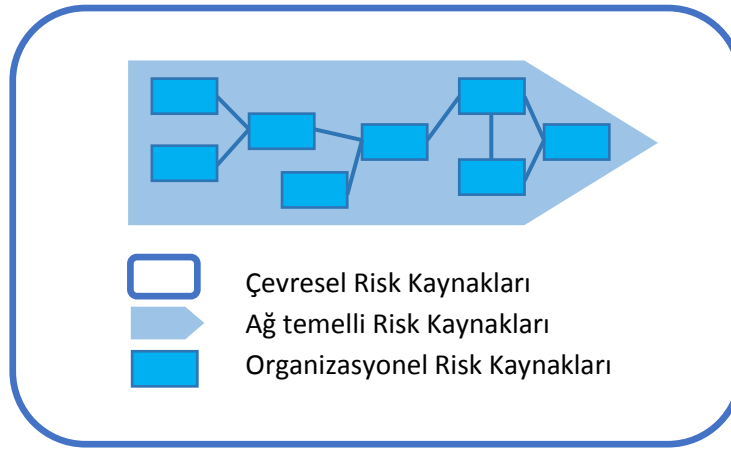 Çevresel Risk Kaynakları
Ağ temelli Risk Kaynakları
Organizasyonel Risk Kaynakları